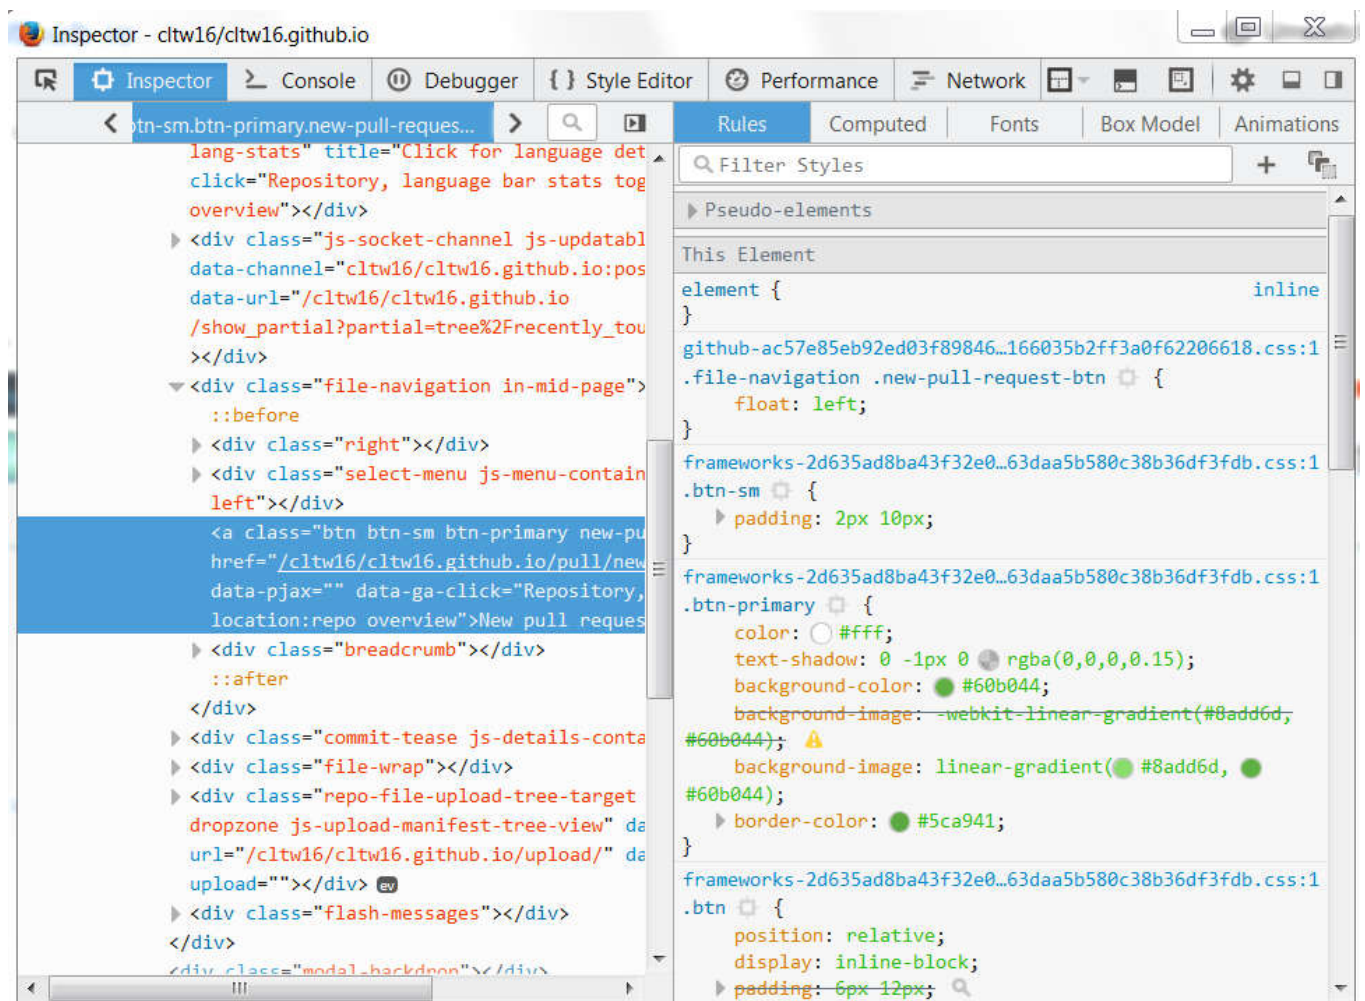 Inspector - cltw16/cltw16.github.io
Inspector Console Debugger { } Style Editor Performance Network
btn-sm.btn-primary.new-pull-reques...
lang-stats" title="Click for language det
click="Repository, language bar stats tog
overview"></div>
<div class="js-socket-channel js-updatabl
data-channel="cltw16/cltw16.github.io:pos
data-url="/cltw16/cltw16.github.io
/show_partial?partial=tree%2Frecently_tou
></div>
<div class="file-navigation in-mid-page">
::before
<div class="right"></div>
<div class="select-menu js-menu-contain
left"></div>
<a class="btn btn-sm btn-primary new-pu
href="/cltw16/cltw16.github.io/pull/new
data-pjax="" data-ga-click="Repository,
location:repo overview">New pull reques
<div class="breadcrumb"></div>
::after
</div>
<div class="commit-tease js-details-conta
<div class="file-wrap"></div>
<div class="repo-file-upload-tree-target
dropzone js-upload-manifest-tree-view" da
url="/cltw16/cltw16.github.io/upload/" da
upload=""></div> ev
<div class="flash-messages"></div>
</div>
<div class="modal-backdrop"></div>
Rules Computed Fonts Box Model Animations
Filter Styles
Pseudo-elements
This Element
element { inline
}
github-ac57e85eb92ed03f89846…166035b2ff3a0f62206618.css:1
.file-navigation .new-pull-request-btn {
float: left;
}
frameworks-2d635ad8ba43f32e0…63daa5b580c38b36df3fdb.css:1
.btn-sm {
padding: 2px 10px;
}
frameworks-2d635ad8ba43f32e0…63daa5b580c38b36df3fdb.css:1
.btn-primary {
color: #fff;
text-shadow: 0 -1px 0 rgba(0,0,0,0.15);
background-color: #60b044;
background-image: -webkit-linear-gradient(#8add6d,
#60b044);
background-image: linear-gradient( #8add6d,
#60b044);
border-color: #5ca941;
}
frameworks-2d635ad8ba43f32e0…63daa5b580c38b36df3fdb.css:1
.btn {
position: relative;
display: inline-block;
padding: 6px 12px;